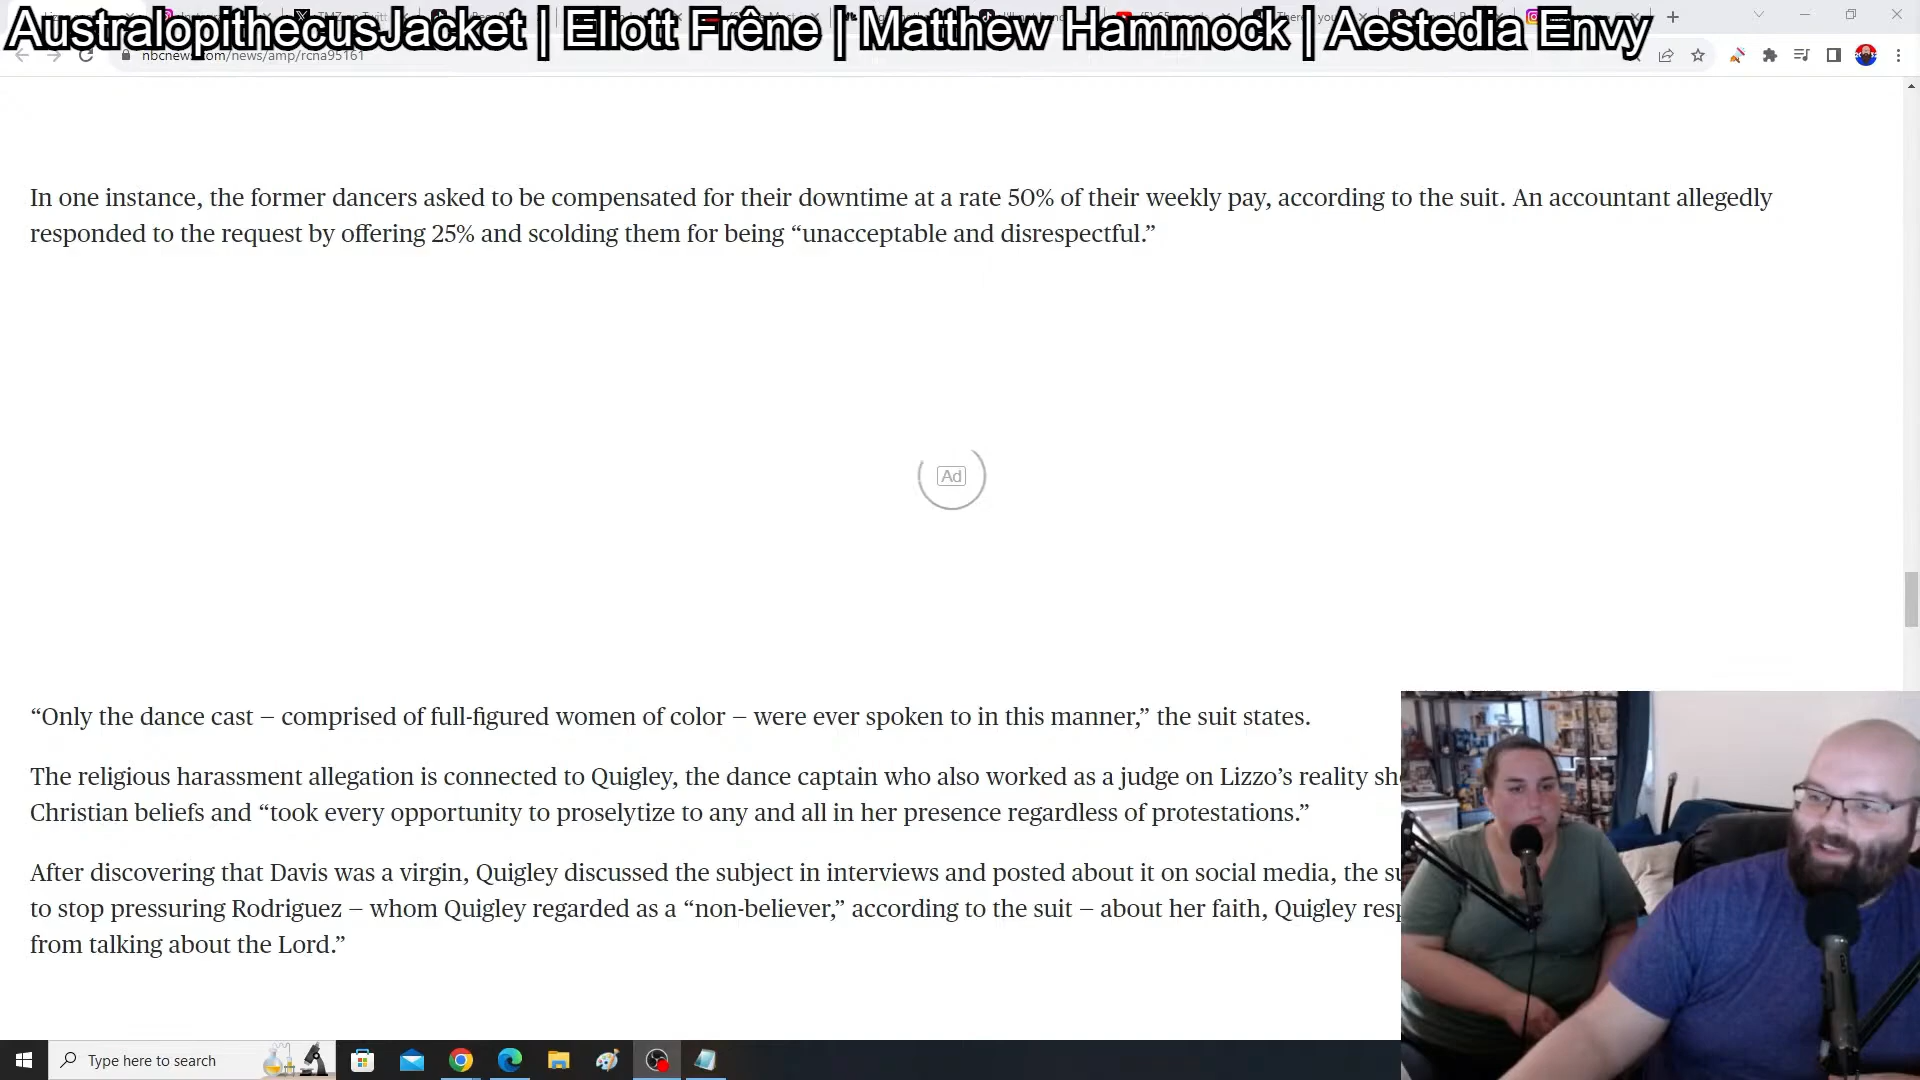 AustralopithecusJacket | Eliott Frêne | Matthew Hammock | Aestedia Envy
nbcnews.com/news/amp/rcna95161
In one instance, the former dancers asked to be compensated for their downtime at a rate 50% of their weekly pay, according to the suit. An accountant allegedly
responded to the request by offering 25% and scolding them for being “unacceptable and disrespectful.”
Ad
“Only the dance cast — comprised of full-figured women of color — were ever spoken to in this manner,” the suit states.
The religious harassment allegation is connected to Quigley, the dance captain who also worked as a judge on Lizzo’s reality
Christian beliefs and “took every opportunity to proselytize to any and all in her presence regardless of protestations.”
After discovering that Davis was a virgin, Quigley discussed the subject in interviews and posted about it on social media, the
to stop pressuring Rodriguez — whom Quigley regarded as a “non-believer,” according to the suit — about her faith, Quigley
from talking about the Lord.”
Type here to search